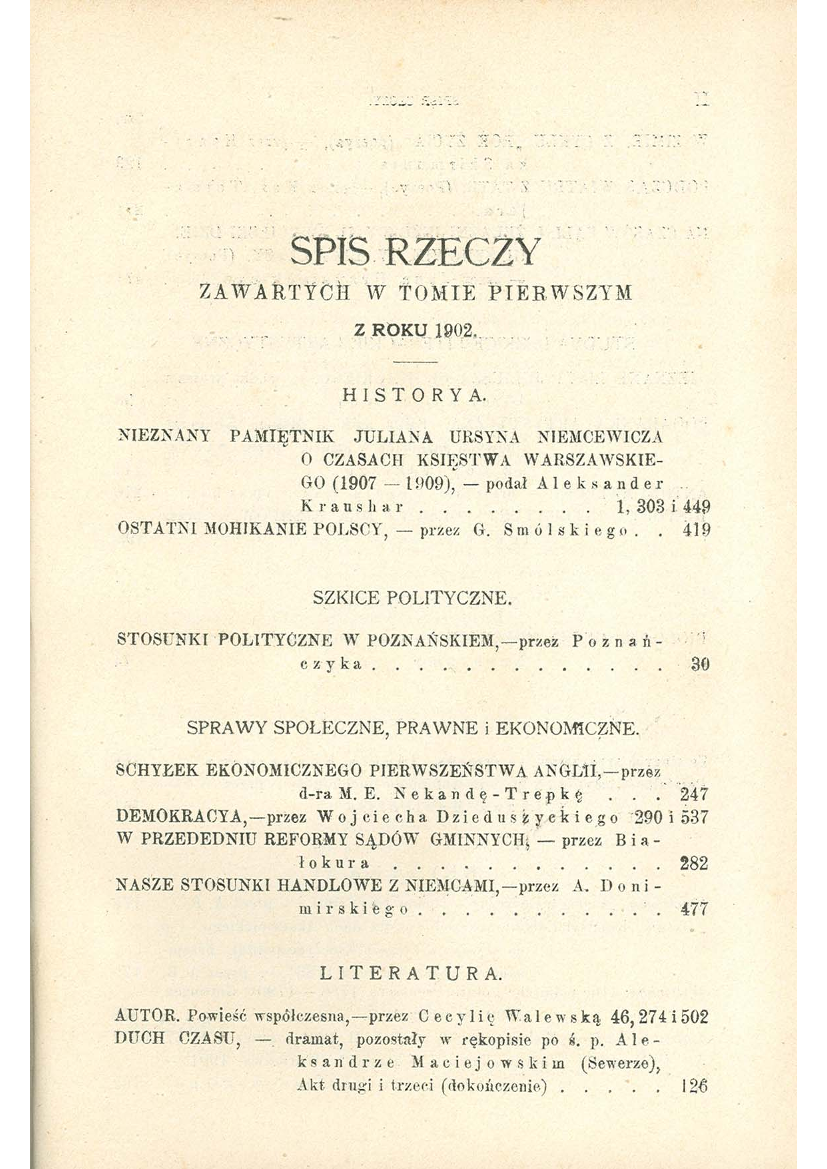 SPIS RZECZY
ZAWARTYCH W TOMIE PIERWSZYM
Z ROKU 1902.
HISTORYA.
NIEZNANY PAMIĘTNIK JULIANA URSYNA NIEMCEWICZA
O CZASACH KSIĘSTWA WARSZAWSKIE-
GO (1907 — 1909), — podał Aleksander
Kraushar . . . . . . . . 1, 303 i 449
OSTATNI MOHIKANIE POLSCY, — przez G. Smólskiego . . 419
SZKICE POLITYCZNE.
STOSUNKI POLITYCZNE W POZNAŃSKIEM,—przez Poznań-
czyka . . . . . . . . . . . . . 30
SPRAWY SPOŁECZNE, PRAWNE i EKONOMICZNE.
SCHYŁEK EKONOMICZNEGO PIERWSZEŃSTWA ANGLII,—przez
d-ra M. E. Nekandę-Trepkę . . . 247
DEMOKRACYA,—przez Wojciecha Dzieduszyckiego 290 i 537
W PRZEDEDNIU REFORMY SĄDÓW GMINNYCH, — przez Bia-
łokura . . . . . . . . . . . . 282
NASZE STOSUNKI HANDLOWE Z NIEMCAMI,—przez A. Doni-
mirskiego . . . . . . . . . . . 477
LITERATURA.
AUTOR. Powieść współczesna,—przez Cecylię Walewską 46, 274 i 502
DUCH CZASU, — dramat, pozostały w rękopisie po ś. p. Ale-
ksandrze Maciejowskim (Sewerze),
Akt drugi i trzeci (dokończenie) . . . . . 126